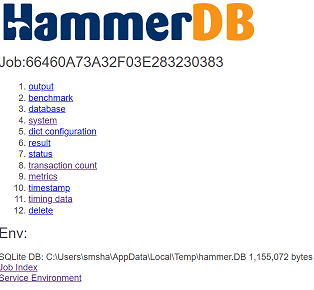 HammerDB
Job:66460A73A32F03E283230383
1. output
2. benchmark
3. database
4. system
5. dict configuration
6. result
7. status
8. transaction count
9. metrics
10. timestamp
11. timing data
12. delete
Env:
SQLite DB: C:\Users\smsha\AppData\Local\Temp\hammer.DB 1,155,072 bytes
Job Index
Service Environment